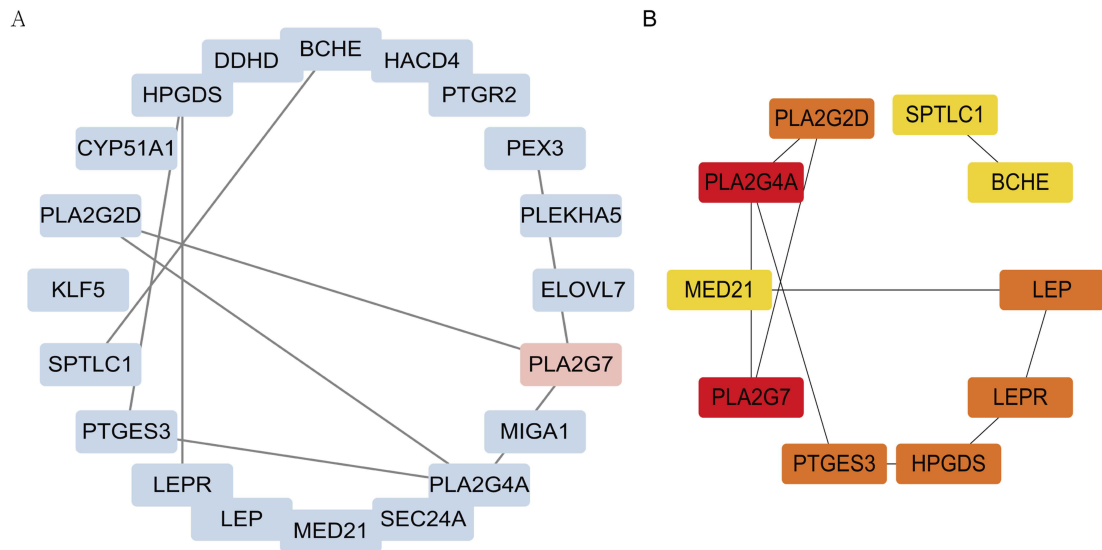 A
B
BCHE
DDHD
HACD4
HPGDS
PTGR2
CYP51A1
PEX3
PLA2G2D
PLEKHA5
KLF5
ELOVL7
SPTLC1
PLA2G7
PTGES3
MIGA1
LEPR
PLA2G4A
LEP
SEC24A
MED21
PLA2G2D
SPTLC1
PLA2G4A
BCHE
MED21
LEP
PLA2G7
LEPR
PTGES3
HPGDS